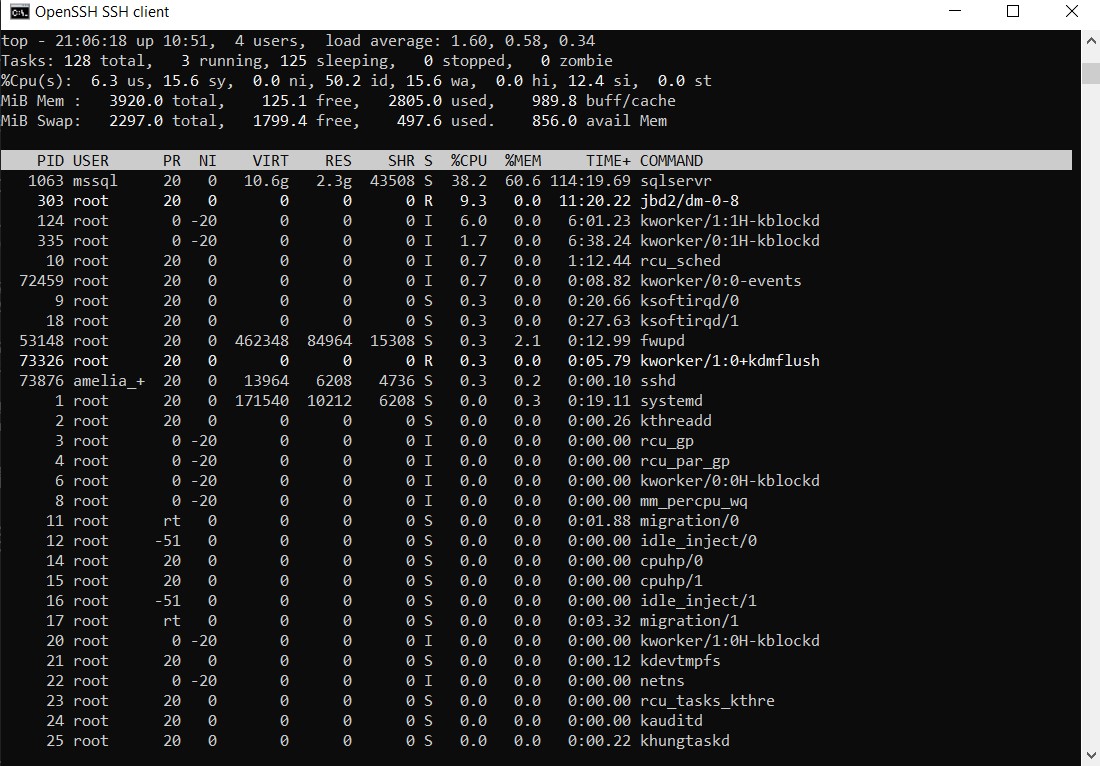 OpenSSH SSH client
top - 21:06:18 up 10:51,  4 users,  load average: 1.60, 0.58, 0.34
Tasks: 128 total,   3 running, 125 sleeping,   0 stopped,   0 zombie
%Cpu(s):  6.3 us, 15.6 sy,  0.0 ni, 50.2 id, 15.6 wa,  0.0 hi, 12.4 si,  0.0 st
MiB Mem :   3920.0 total,    125.1 free,   2805.0 used,    989.8 buff/cache
MiB Swap:   2297.0 total,   1799.4 free,    497.6 used.    856.0 avail Mem
PID USER      PR  NI    VIRT    RES    SHR S  %CPU  %MEM     TIME+ COMMAND
1063 mssql     20   0   10.6g   2.3g  43508 S  38.2  60.6 114:19.69 sqlservr
303 root      20   0       0      0      0 R   9.3   0.0  11:20.22 jbd2/dm-0-8
124 root       0 -20       0      0      0 I   6.0   0.0   6:01.23 kworker/1:1H-kblockd
335 root       0 -20       0      0      0 I   1.7   0.0   6:38.24 kworker/0:1H-kblockd
10 root      20   0       0      0      0 I   0.7   0.0   1:12.44 rcu_sched
72459 root      20   0       0      0      0 I   0.7   0.0   0:08.82 kworker/0:0-events
9 root      20   0       0      0      0 S   0.3   0.0   0:20.66 ksoftirqd/0
18 root      20   0       0      0      0 S   0.3   0.0   0:27.63 ksoftirqd/1
53148 root      20   0  462348  84964  15308 S   0.3   2.1   0:12.99 fwupd
73326 root      20   0       0      0      0 R   0.3   0.0   0:05.79 kworker/1:0+kdmflush
73876 amelia_+  20   0   13964   6208   4736 S   0.3   0.2   0:00.10 sshd
1 root      20   0  171540  10212   6208 S   0.0   0.3   0:19.11 systemd
2 root      20   0       0      0      0 S   0.0   0.0   0:00.26 kthreadd
3 root       0 -20       0      0      0 I   0.0   0.0   0:00.00 rcu_gp
4 root       0 -20       0      0      0 I   0.0   0.0   0:00.00 rcu_par_gp
6 root       0 -20       0      0      0 I   0.0   0.0   0:00.00 kworker/0:0H-kblockd
8 root       0 -20       0      0      0 I   0.0   0.0   0:00.00 mm_percpu_wq
11 root      rt   0       0      0      0 S   0.0   0.0   0:01.88 migration/0
12 root     -51   0       0      0      0 S   0.0   0.0   0:00.00 idle_inject/0
14 root      20   0       0      0      0 S   0.0   0.0   0:00.00 cpuhp/0
15 root      20   0       0      0      0 S   0.0   0.0   0:00.00 cpuhp/1
16 root     -51   0       0      0      0 S   0.0   0.0   0:00.00 idle_inject/1
17 root      rt   0       0      0      0 S   0.0   0.0   0:03.32 migration/1
20 root       0 -20       0      0      0 I   0.0   0.0   0:00.00 kworker/1:0H-kblockd
21 root      20   0       0      0      0 S   0.0   0.0   0:00.12 kdevtmpfs
22 root       0 -20       0      0      0 I   0.0   0.0   0:00.00 netns
23 root      20   0       0      0      0 S   0.0   0.0   0:00.00 rcu_tasks_kthre
24 root      20   0       0      0      0 S   0.0   0.0   0:00.00 kauditd
25 root      20   0       0      0      0 S   0.0   0.0   0:00.22 khungtaskd